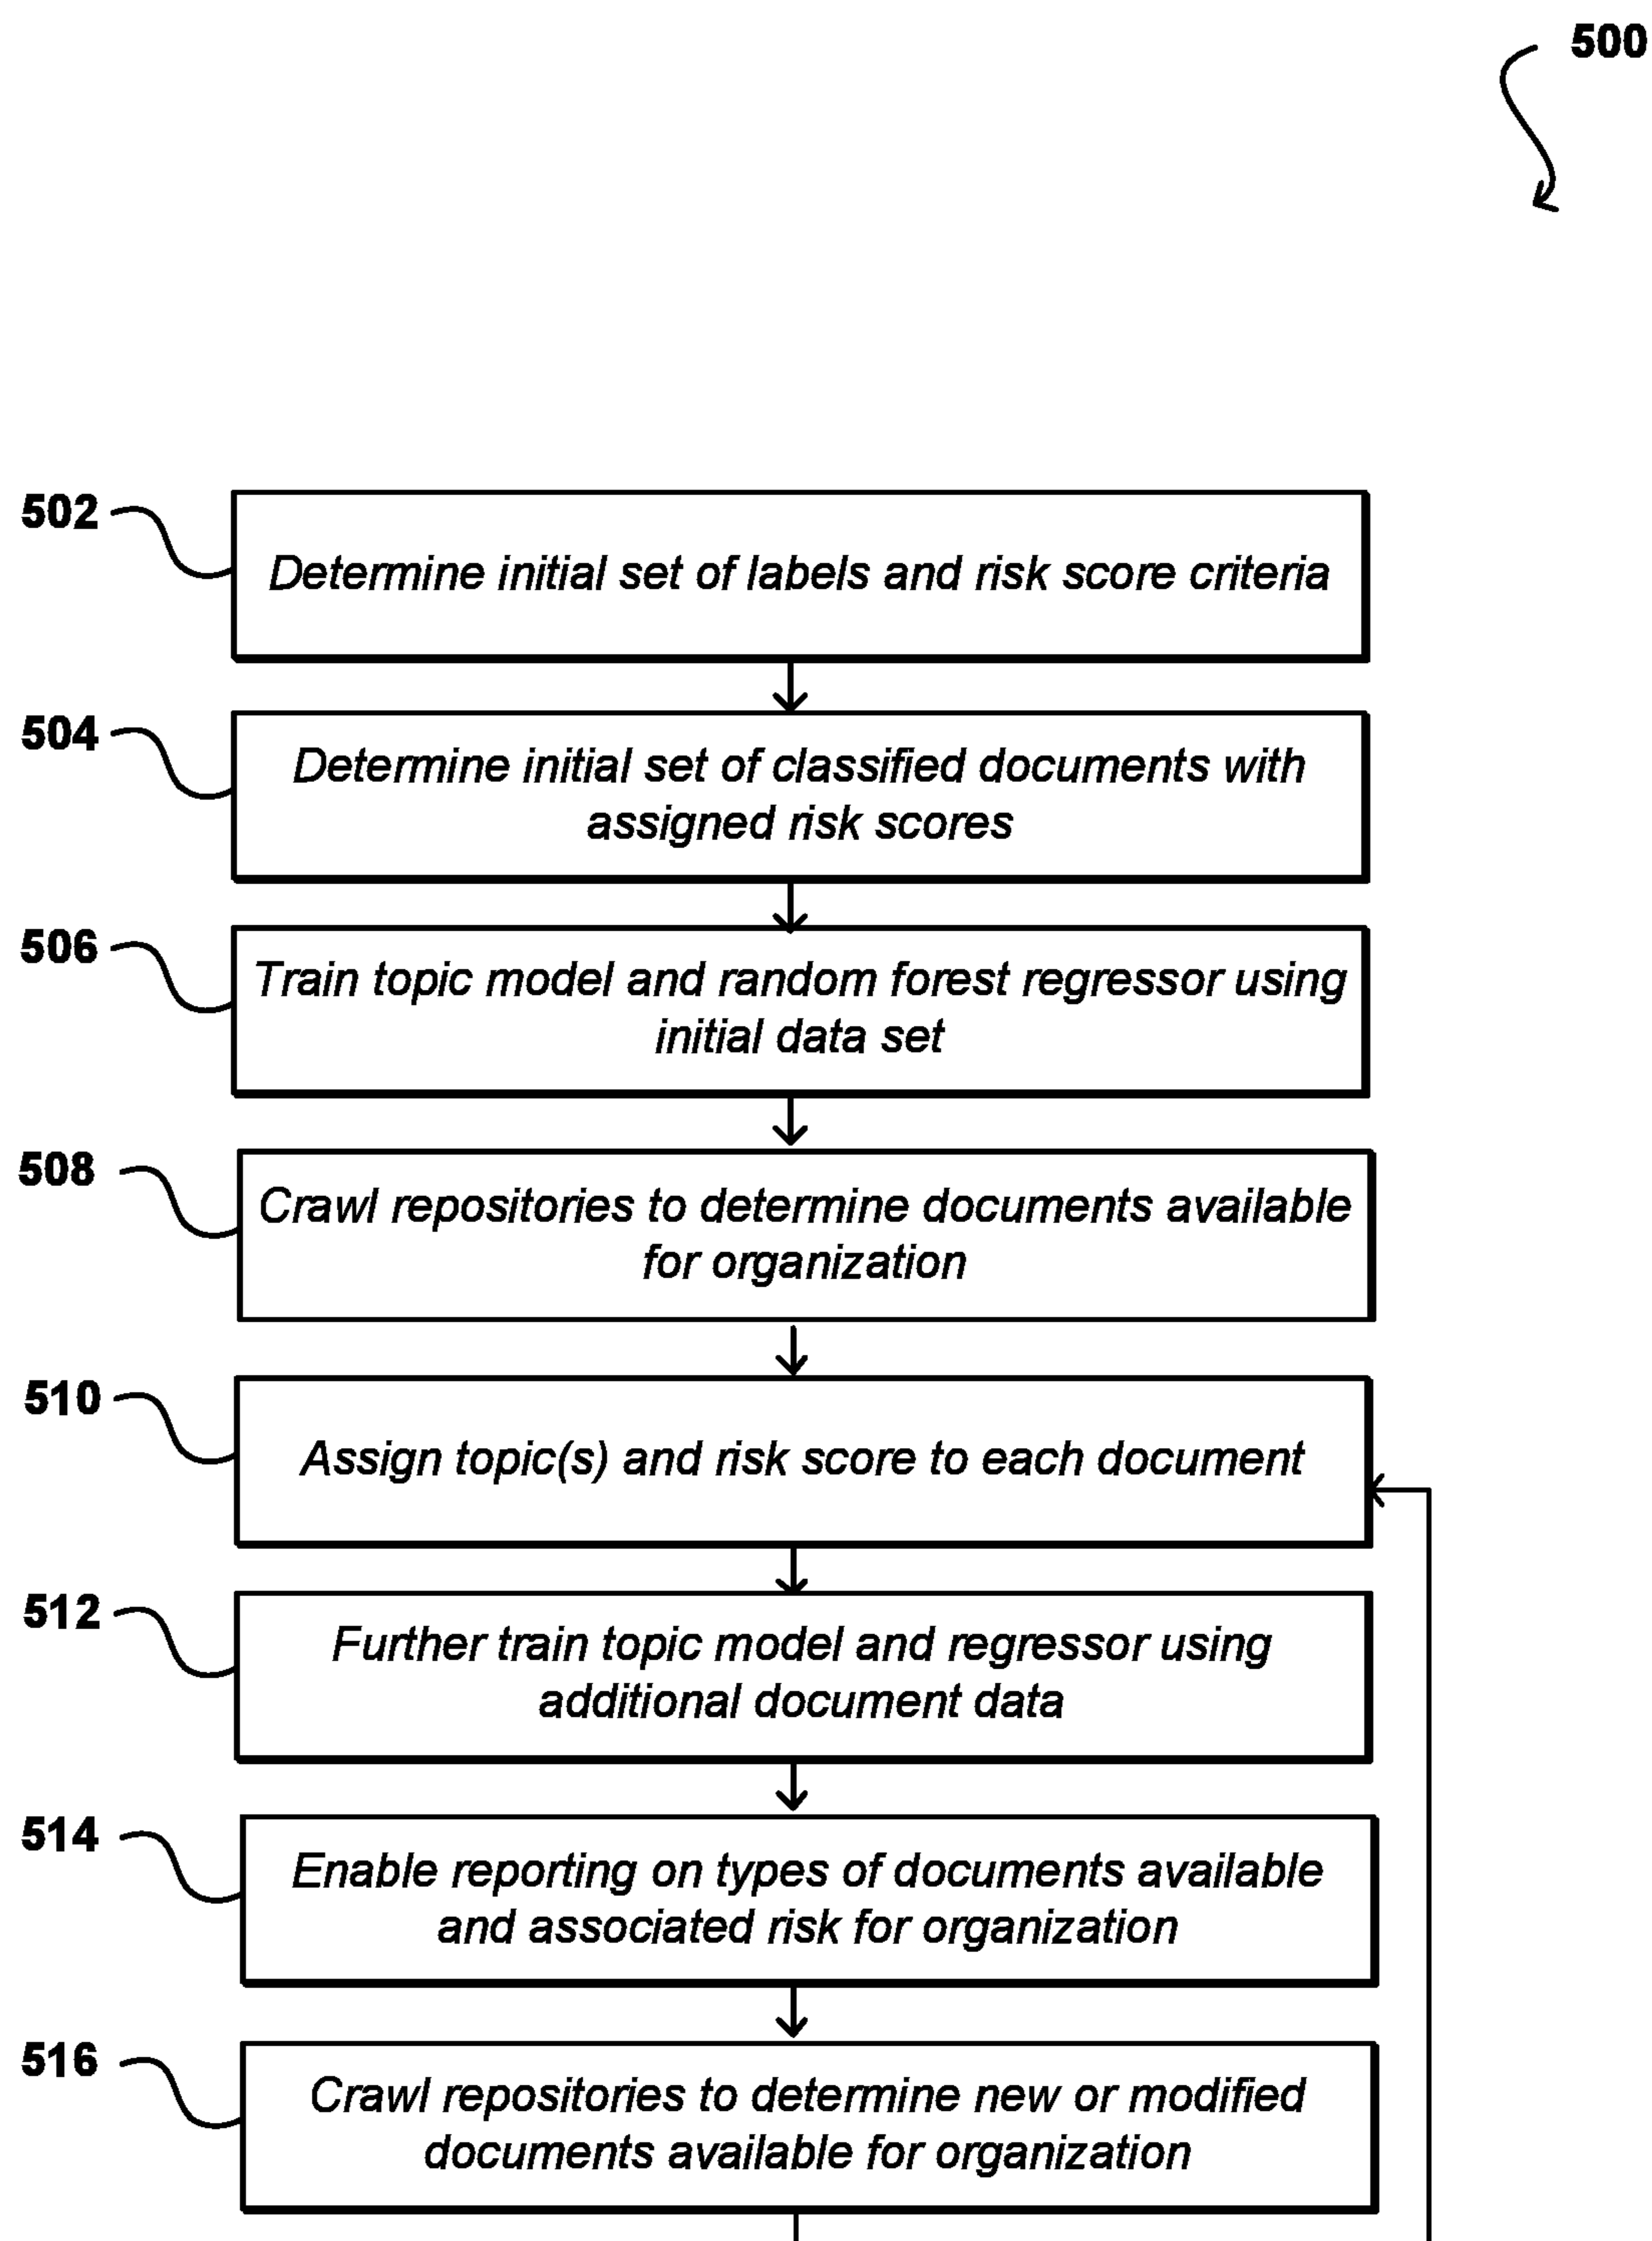 500
502
Determine initial set of labels and risk score criteria
504
Determine initial set of classified documents with
assigned risk scores
506
Train topic model and random forest regressor using
initial data set
508
Crawl repositories to determine documents available
for organization
510
Assign topic(s) and risk score to each document
512
Further train topic model and regressor using
additional document data
514
Enable reporting on types of documents available
and associated risk for organization
516
Crawl repositories to determine new or modified
documents available for organization